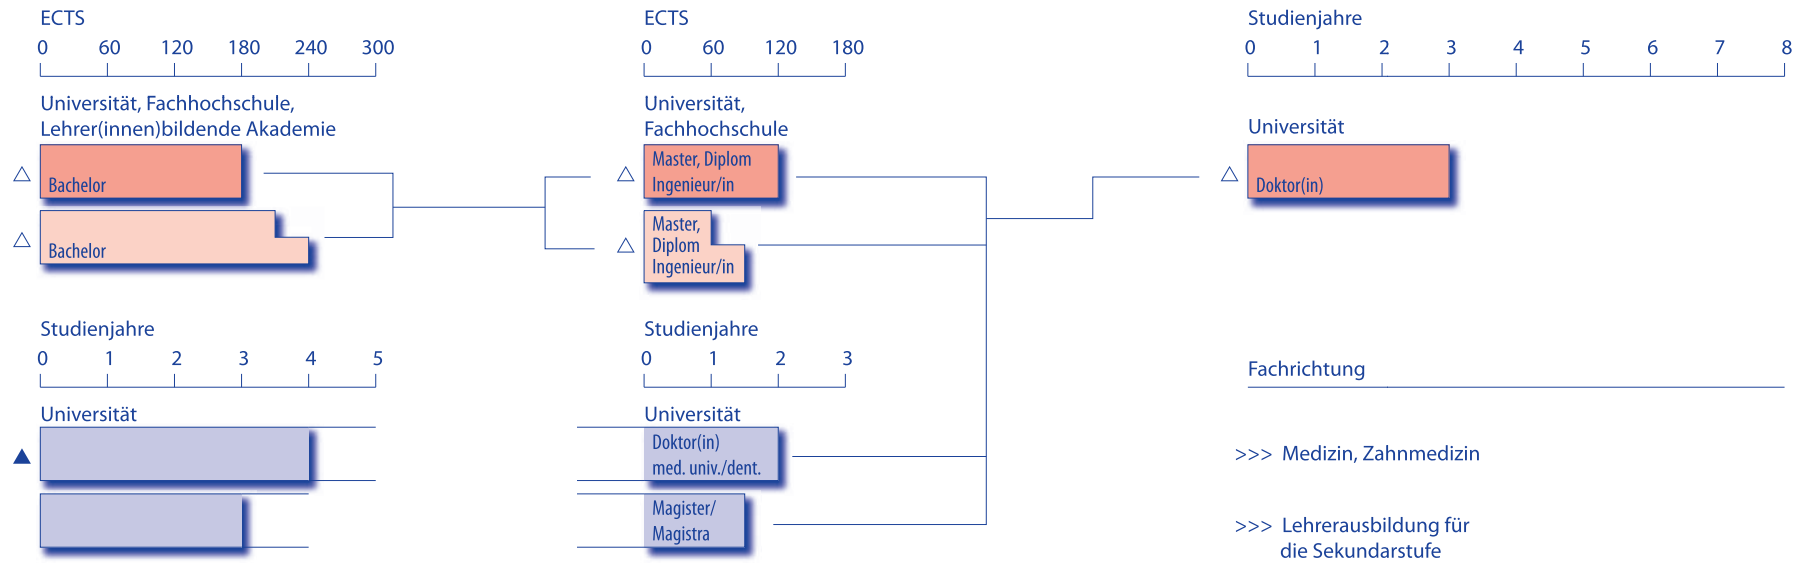 ECTS
0 60 120 180 240 300
Universität, Fachhochschule,
Lehrer(innen)bildende Akademie
Bachelor
Bachelor
Studienjahre
0 1 2 3 4 5
Universität
ECTS
0 60 120 180
Universität,
Fachhochschule
Master, Diplom
Ingenieur/in
Master,
Diplom
Ingenieur/in
Studienjahre
0 1 2 3
Universität
Doktor(in)
med. univ./dent.
Magister/
Magistra
Studienjahre
0 1 2 3 4 5 6 7 8
Universität
Doktor(in)
Fachrichtung
>>> Medizin, Zahnmedizin
>>> Lehrerausbildung für
die Sekundarstufe